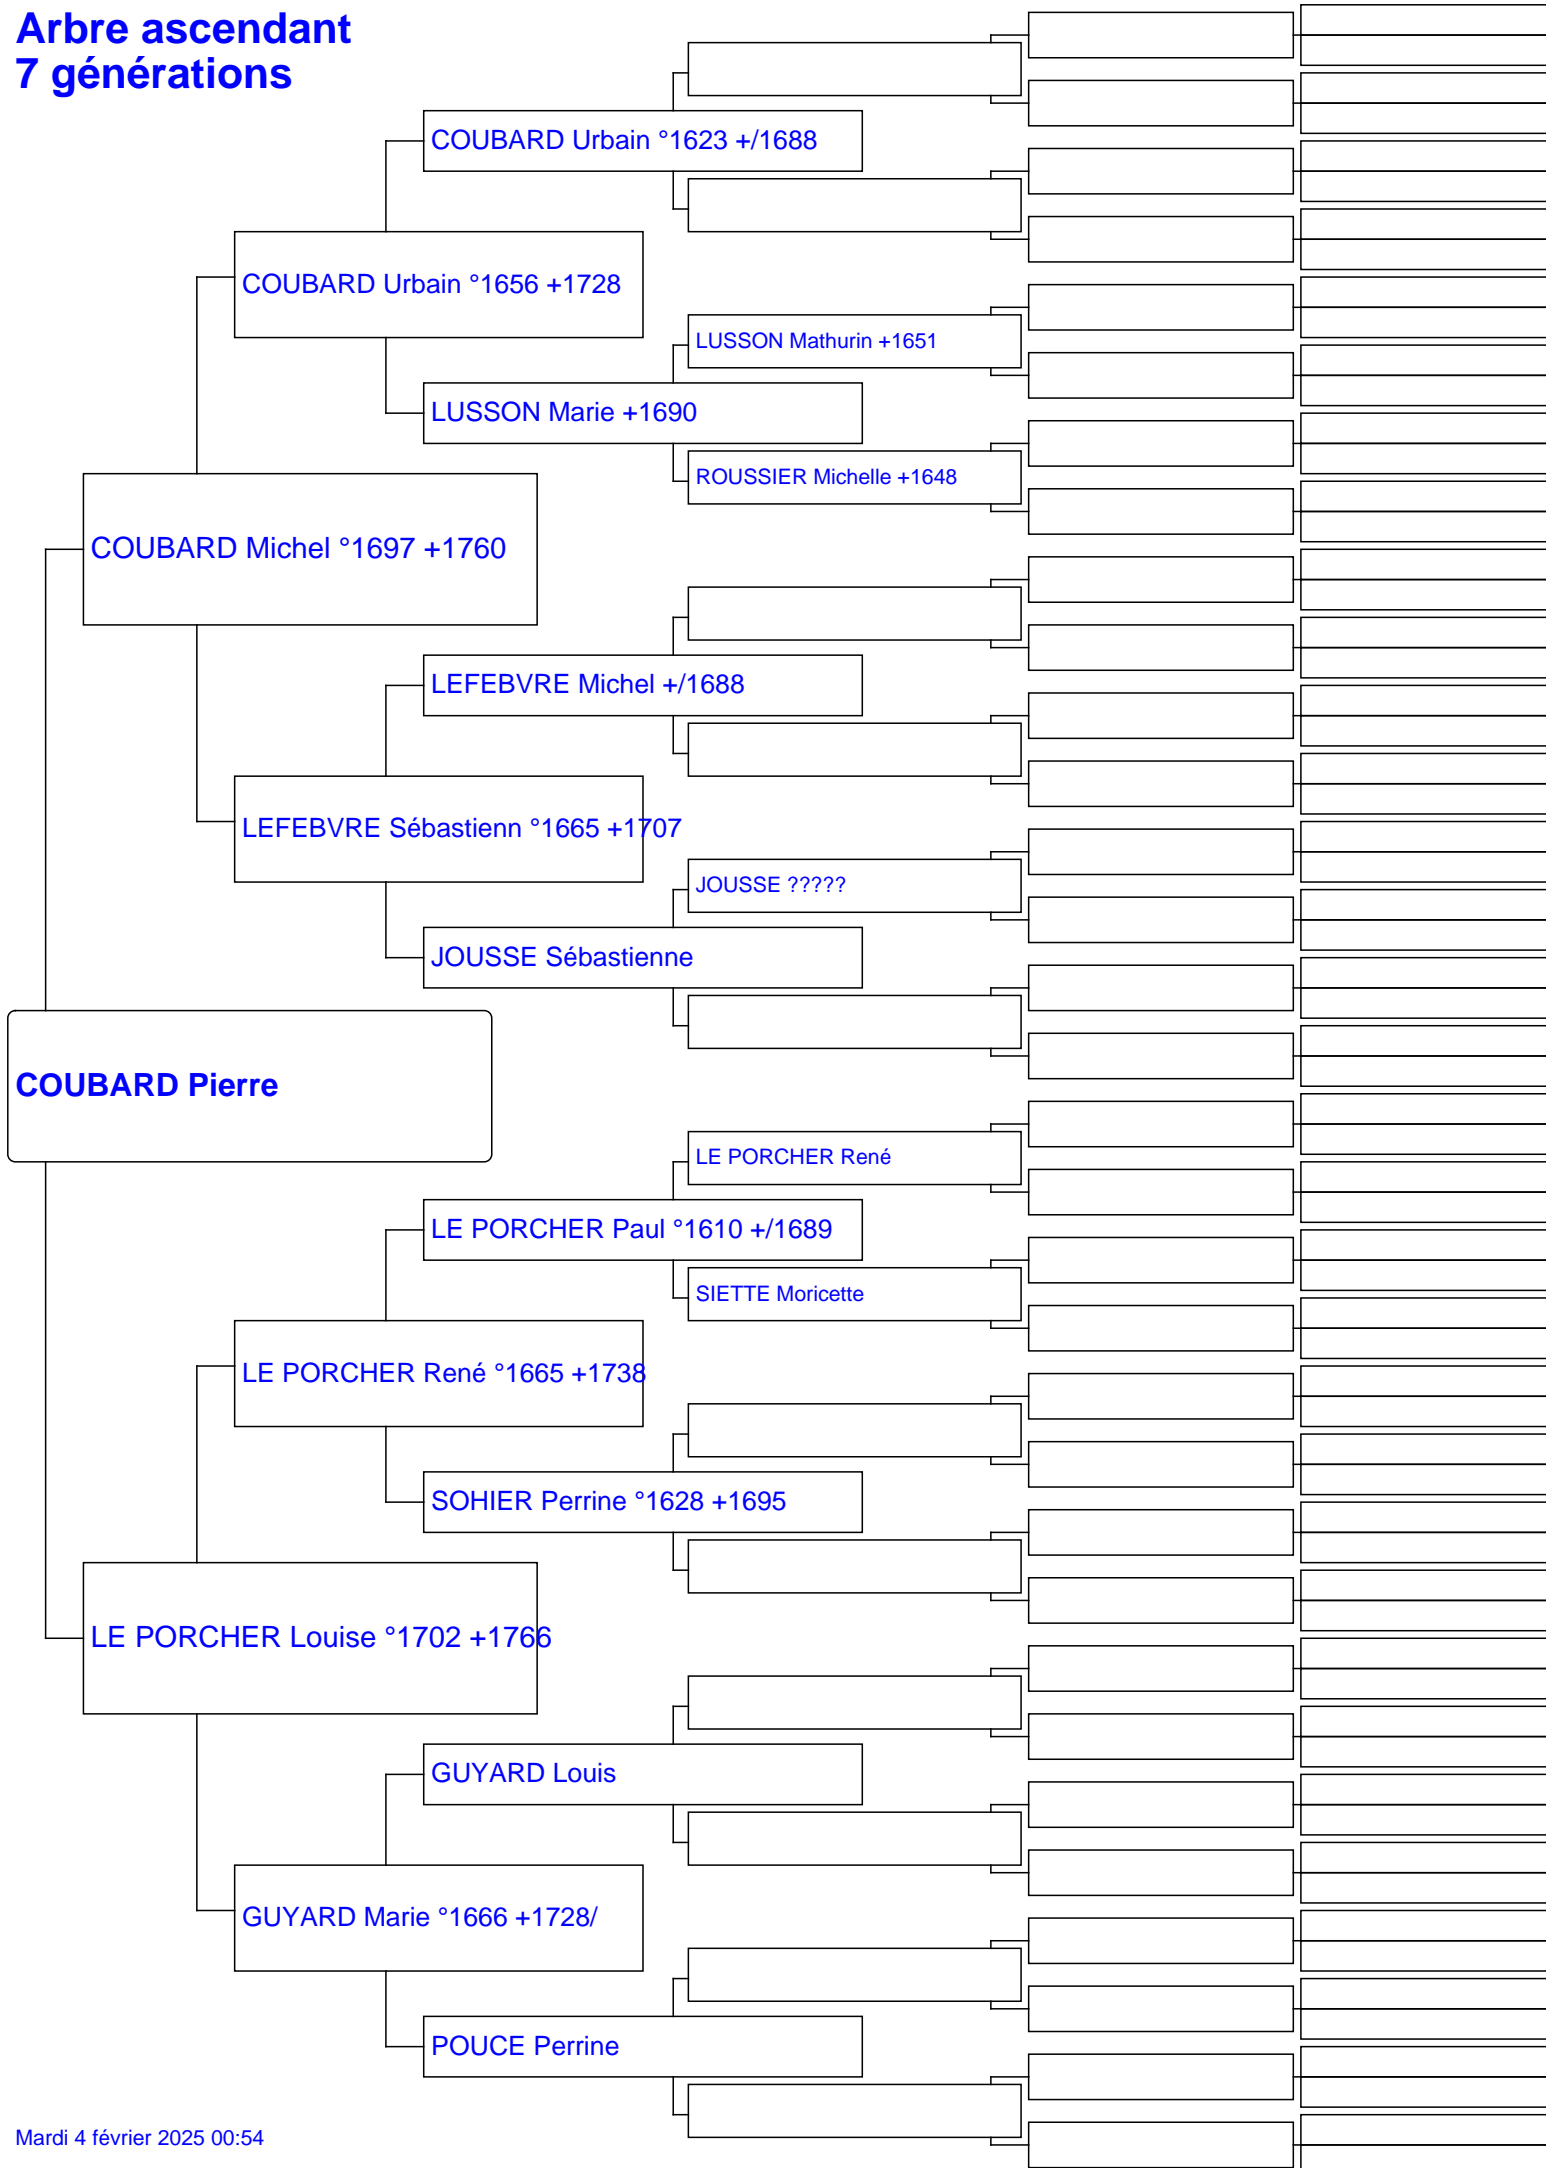 Arbre ascendant
7 générations
COUBARD Urbain °1623 +/1688
COUBARD Urbain °1656 +1728
LUSSON Mathurin +1651
LUSSON Marie +1690
ROUSSIER Michelle +1648
COUBARD Michel °1697 +1760
LEFEBVRE Michel +/1688
LEFEBVRE Sébastienn °1665 +1707
JOUSSE ?????
JOUSSE Sébastienne
COUBARD Pierre
LE PORCHER René
LE PORCHER Paul °1610 +/1689
SIETTE Moricette
LE PORCHER René °1665 +1738
SOHIER Perrine °1628 +1695
LE PORCHER Louise °1702 +1766
GUYARD Louis
GUYARD Marie °1666 +1728/
POUCE Perrine
Mardi 4 février 2025 00:54